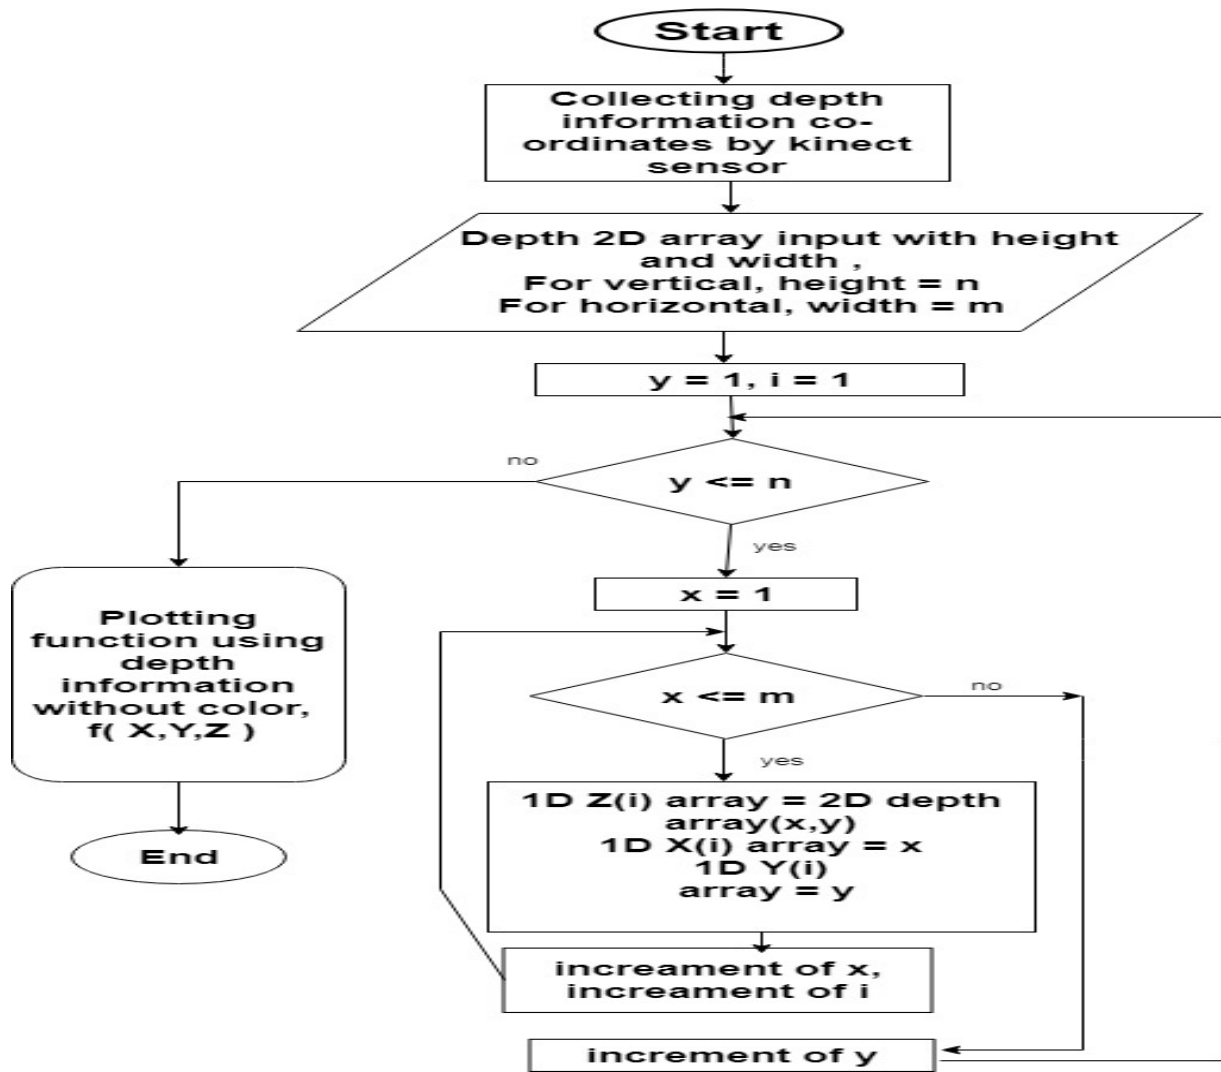 Start
Collecting depth
information co-
ordinates by kinect
sensor
Depth 2D array input with height
and width ,
For vertical, height = n
For horizontal, width = m
y = 1, i = 1
no
y <= n
yes
x = 1
Plotting
function using
depth
information
without color,
f( X,Y,Z )
x <= m
no
yes
1D Z(i) array = 2D depth
array(x,y)
1D X(i) array = x
1D Y(i)
array = y
End
increament of x,
increament of i
increment of y